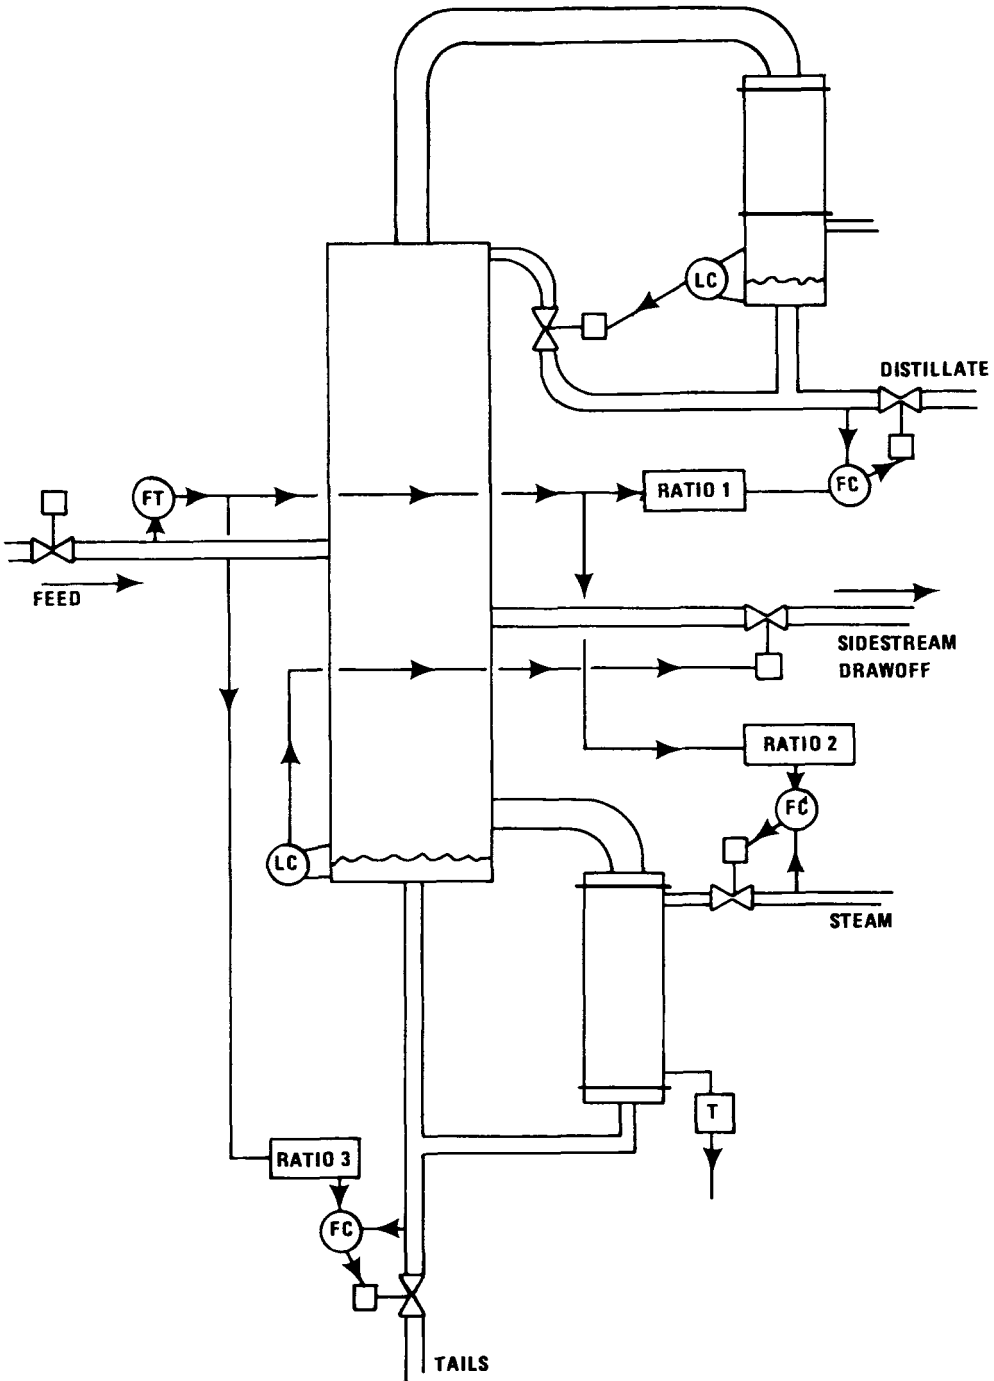 LC
DISTILLATE
FT
RATIO 1
FC
FEED
SIDESTREAM
DRAWOFF
RATIO 2
FC
LC
STEAM
T
RATIO 3
FC
TAILS